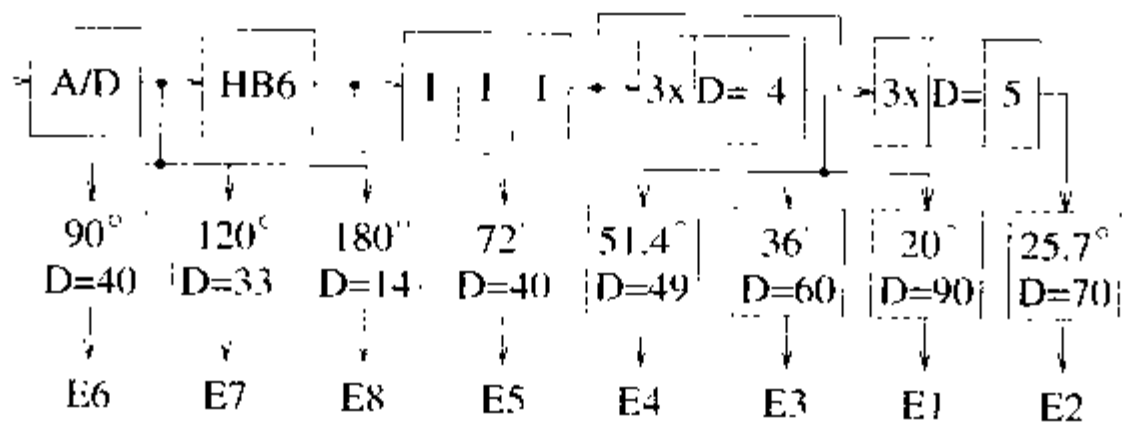 A/D HB6 I I I 3x D= 4 3x D= 5
90° 120° 180° 72° 51.4° 36° 20° 25.7°
D=40 D=33 D=14 D=40 D=49 D=60 D=90 D=70
E6 E7 E8 E5 E4 E3 E1 E2